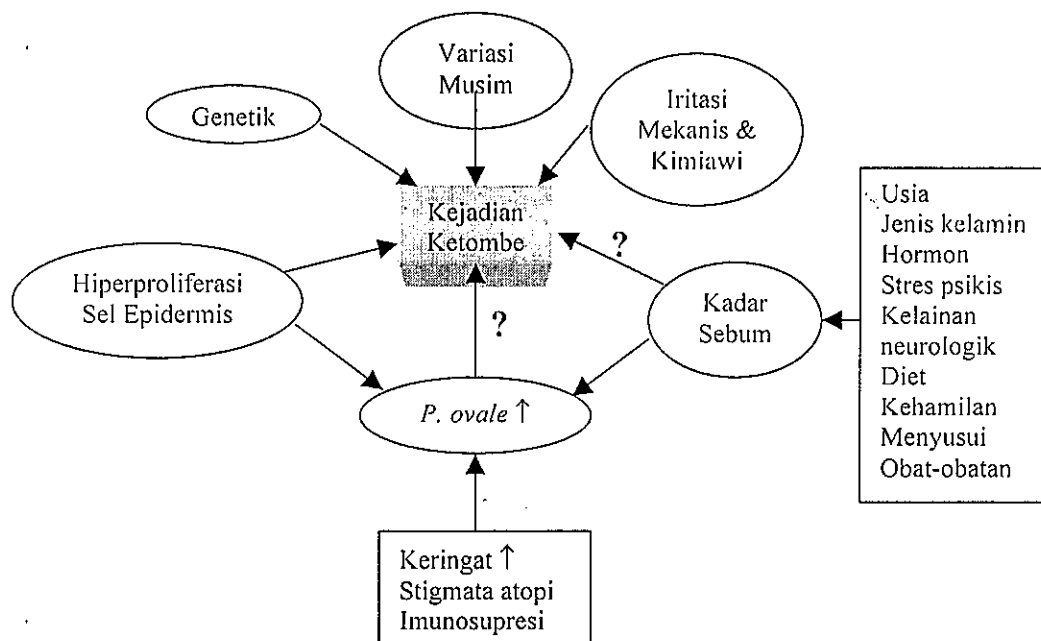 Variasi
Musim
Genetik
Iritasi
Mekanis &
Kimiawi
Kejadian
Ketombe
?
Hiperproliferasi
Sel Epidermis
?
Kadar
Sebum
Usia
Jenis kelamin
Hormon
Stres psikis
Kelainan
neurologik
Diet
Kehamilan
Menyusui
Obat-obatan
P. ovale ↑
Keringat ↑
Stigmata atopi
Imunosupresi